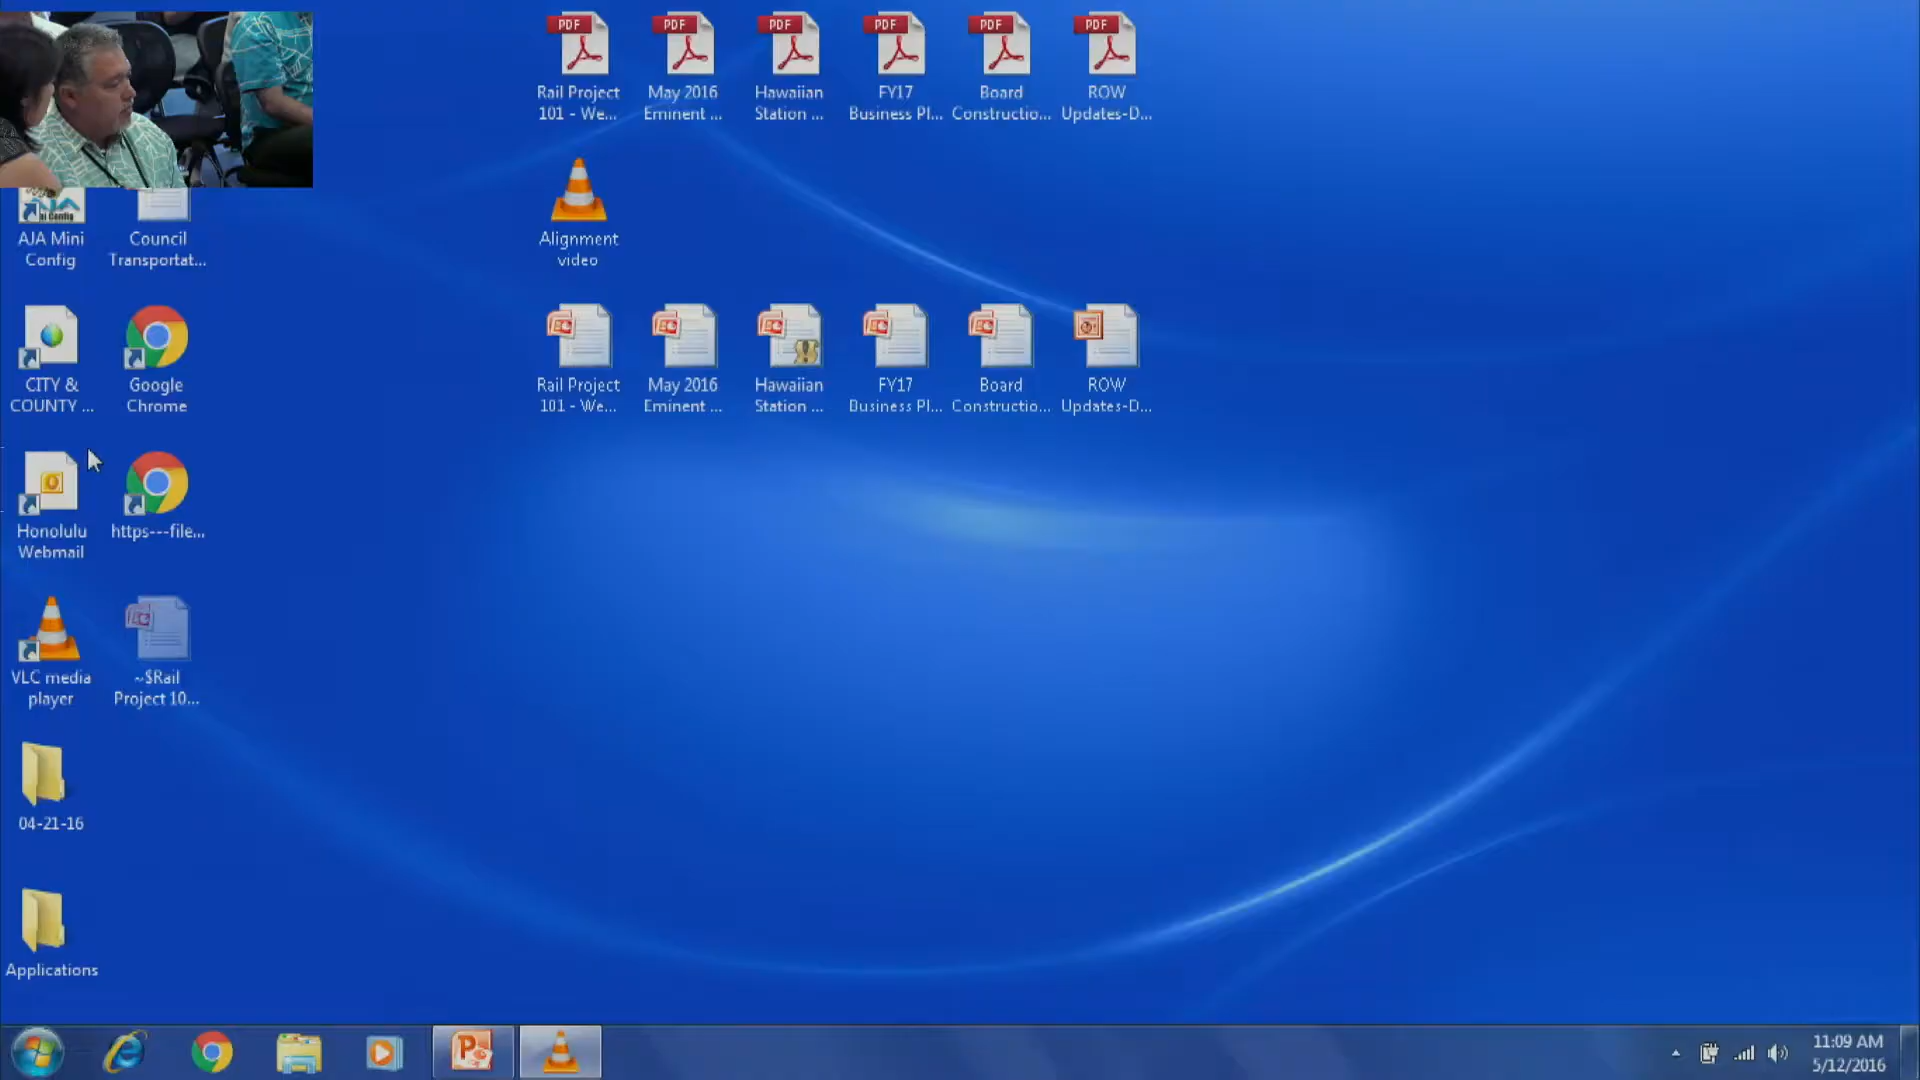 PDF PDF PDF PDF PDF PDF
Rail Project
101 - We...
May 2016
Eminent ...
Hawaiian
Station ...
FY17
Business Pl...
Board
Constructio...
ROW
Updates-D...
AJA Mini
Config
Council
Transportat...
Alignment
video
CITY &
COUNTY ...
Google
Chrome
Rail Project
101 - We...
May 2016
Eminent ...
Hawaiian
Station ...
FY17
Business Pl...
Board
Constructio...
ROW
Updates-D...
Honolulu
Webmail
https---file...
VLC media
player
~$Rail
Project 10...
04-21-16
Applications
11:09 AM
5/12/2016